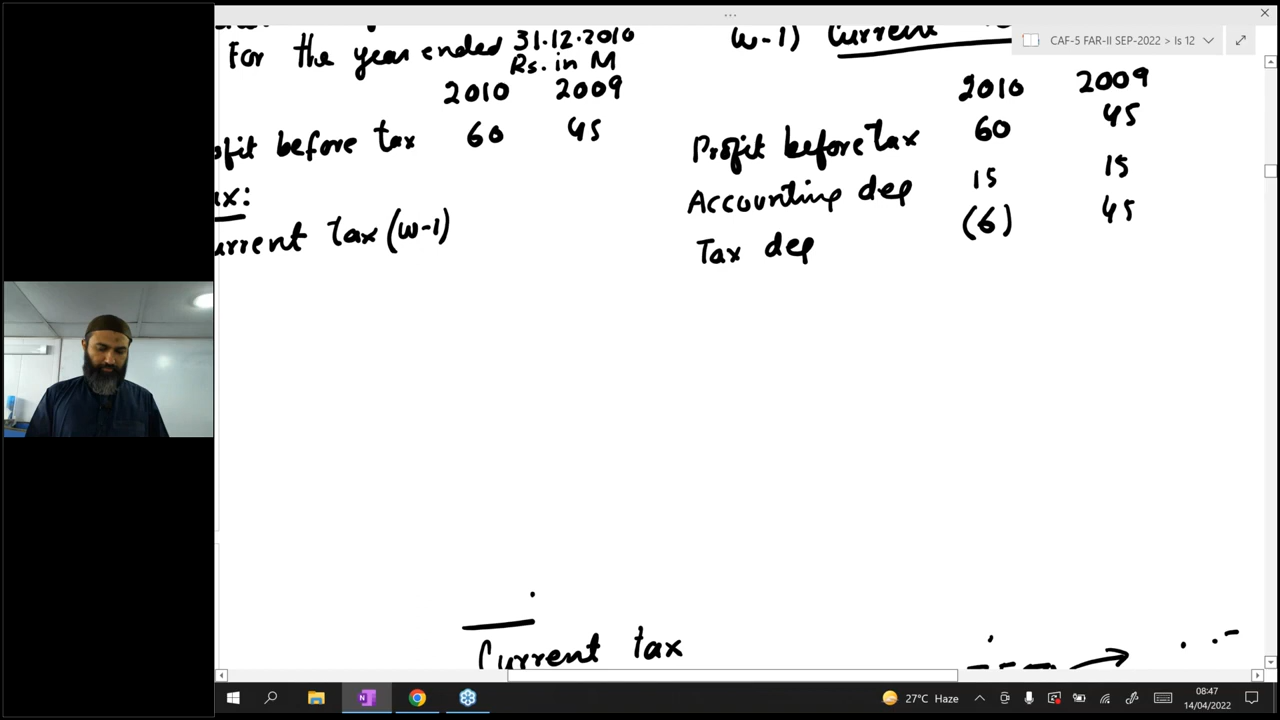 For the year ended 31.12.2010
Rs. in M
2010 2009
ofit before tax 60 45
ax:
urrent tax (w-1)
w-1) Current
CAF-5 FAR-II SEP-2022 > Is 12
2010 2009
Profit before tax 60 45
Accounting dep 15 15
Tax dep (6) 45
Current tax
27°C Haze
08:47
14/04/2022